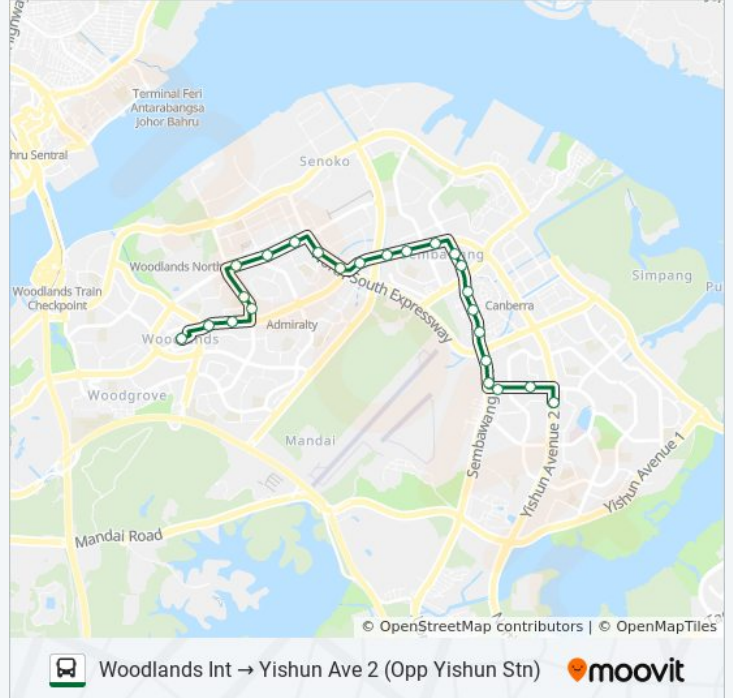 Highway
Terminal Feri
Antarabangsa
Johor Bahru
hru Sentral
Senoko
Woodlands North
Woodlands Train
Checkpoint
Simpang
Pu
South Expressway
Canberra
Admiralty
Woodlands
Woodgrove
Mandai
Sembawang
Yishun Avenue 2
Yishun Avenue 1
Mandai Road
© OpenStreetMap contributors | © OpenMapTiles
Woodlands Int → Yishun Ave 2 (Opp Yishun Stn)
moovit